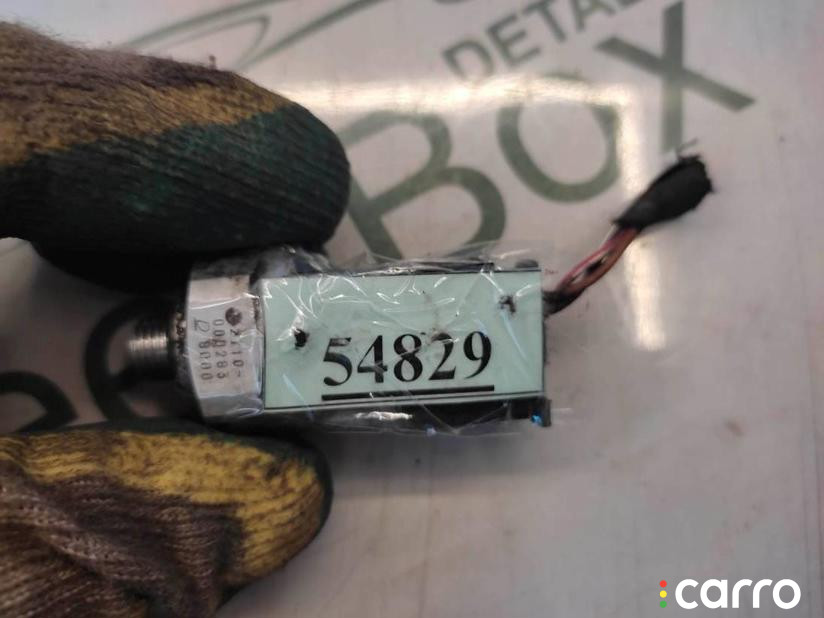 DETAL
BOX
54829
carro